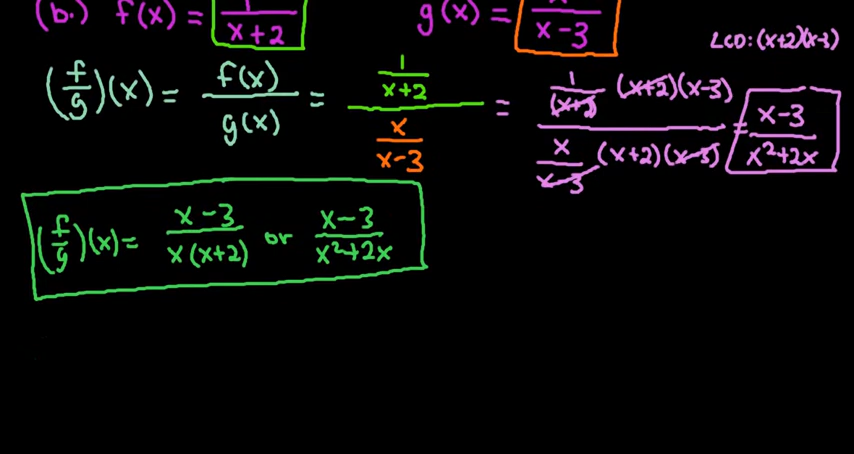 (b.) f(x) = 1/(x+2) g(x) = x/(x-3)
LCD: (x+2)(x-3)
(f/g)(x) = f(x)/g(x) = (1/(x+2))/(x/(x-3)) = (1/(x+2) (x+2)(x-3))/(x/(x-3) (x+2)(x-3)) = (x-3)/(x²+2x)
(f/g)(x) = (x-3)/(x(x+2)) or (x-3)/(x²+2x)